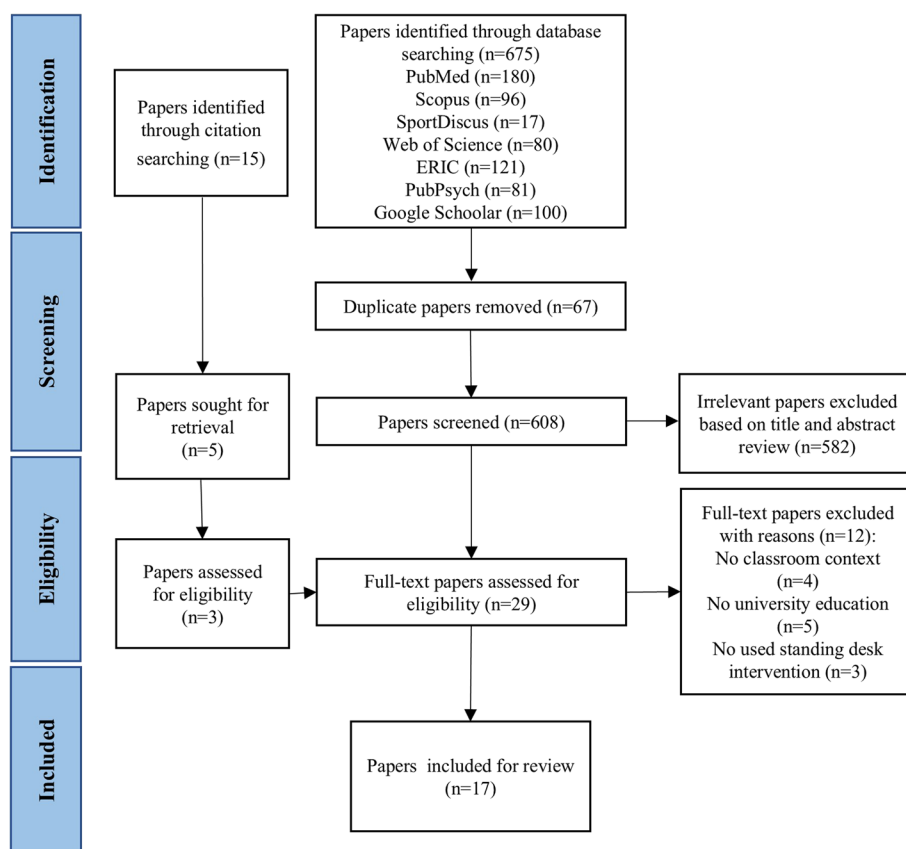 Identification
Papers identified
through citation
searching (n=15)
Papers identified through database
searching (n=675)
PubMed (n=180)
Scopus (n=96)
SportDiscus (n=17)
Web of Science (n=80)
ERIC (n=121)
PubPsych (n=81)
Google Schoolar (n=100)
Screening
Duplicate papers removed (n=67)
Papers sought for
retrieval
(n=5)
Papers screened (n=608)
Irrelevant papers excluded
based on title and abstract
review (n=582)
Eligibility
Papers assessed
for eligibility
(n=3)
Full-text papers assessed for
eligibility (n=29)
Full-text papers excluded
with reasons (n=12):
No classroom context
(n=4)
No university education
(n=5)
No used standing desk
intervention (n=3)
Included
Papers included for review
(n=17)